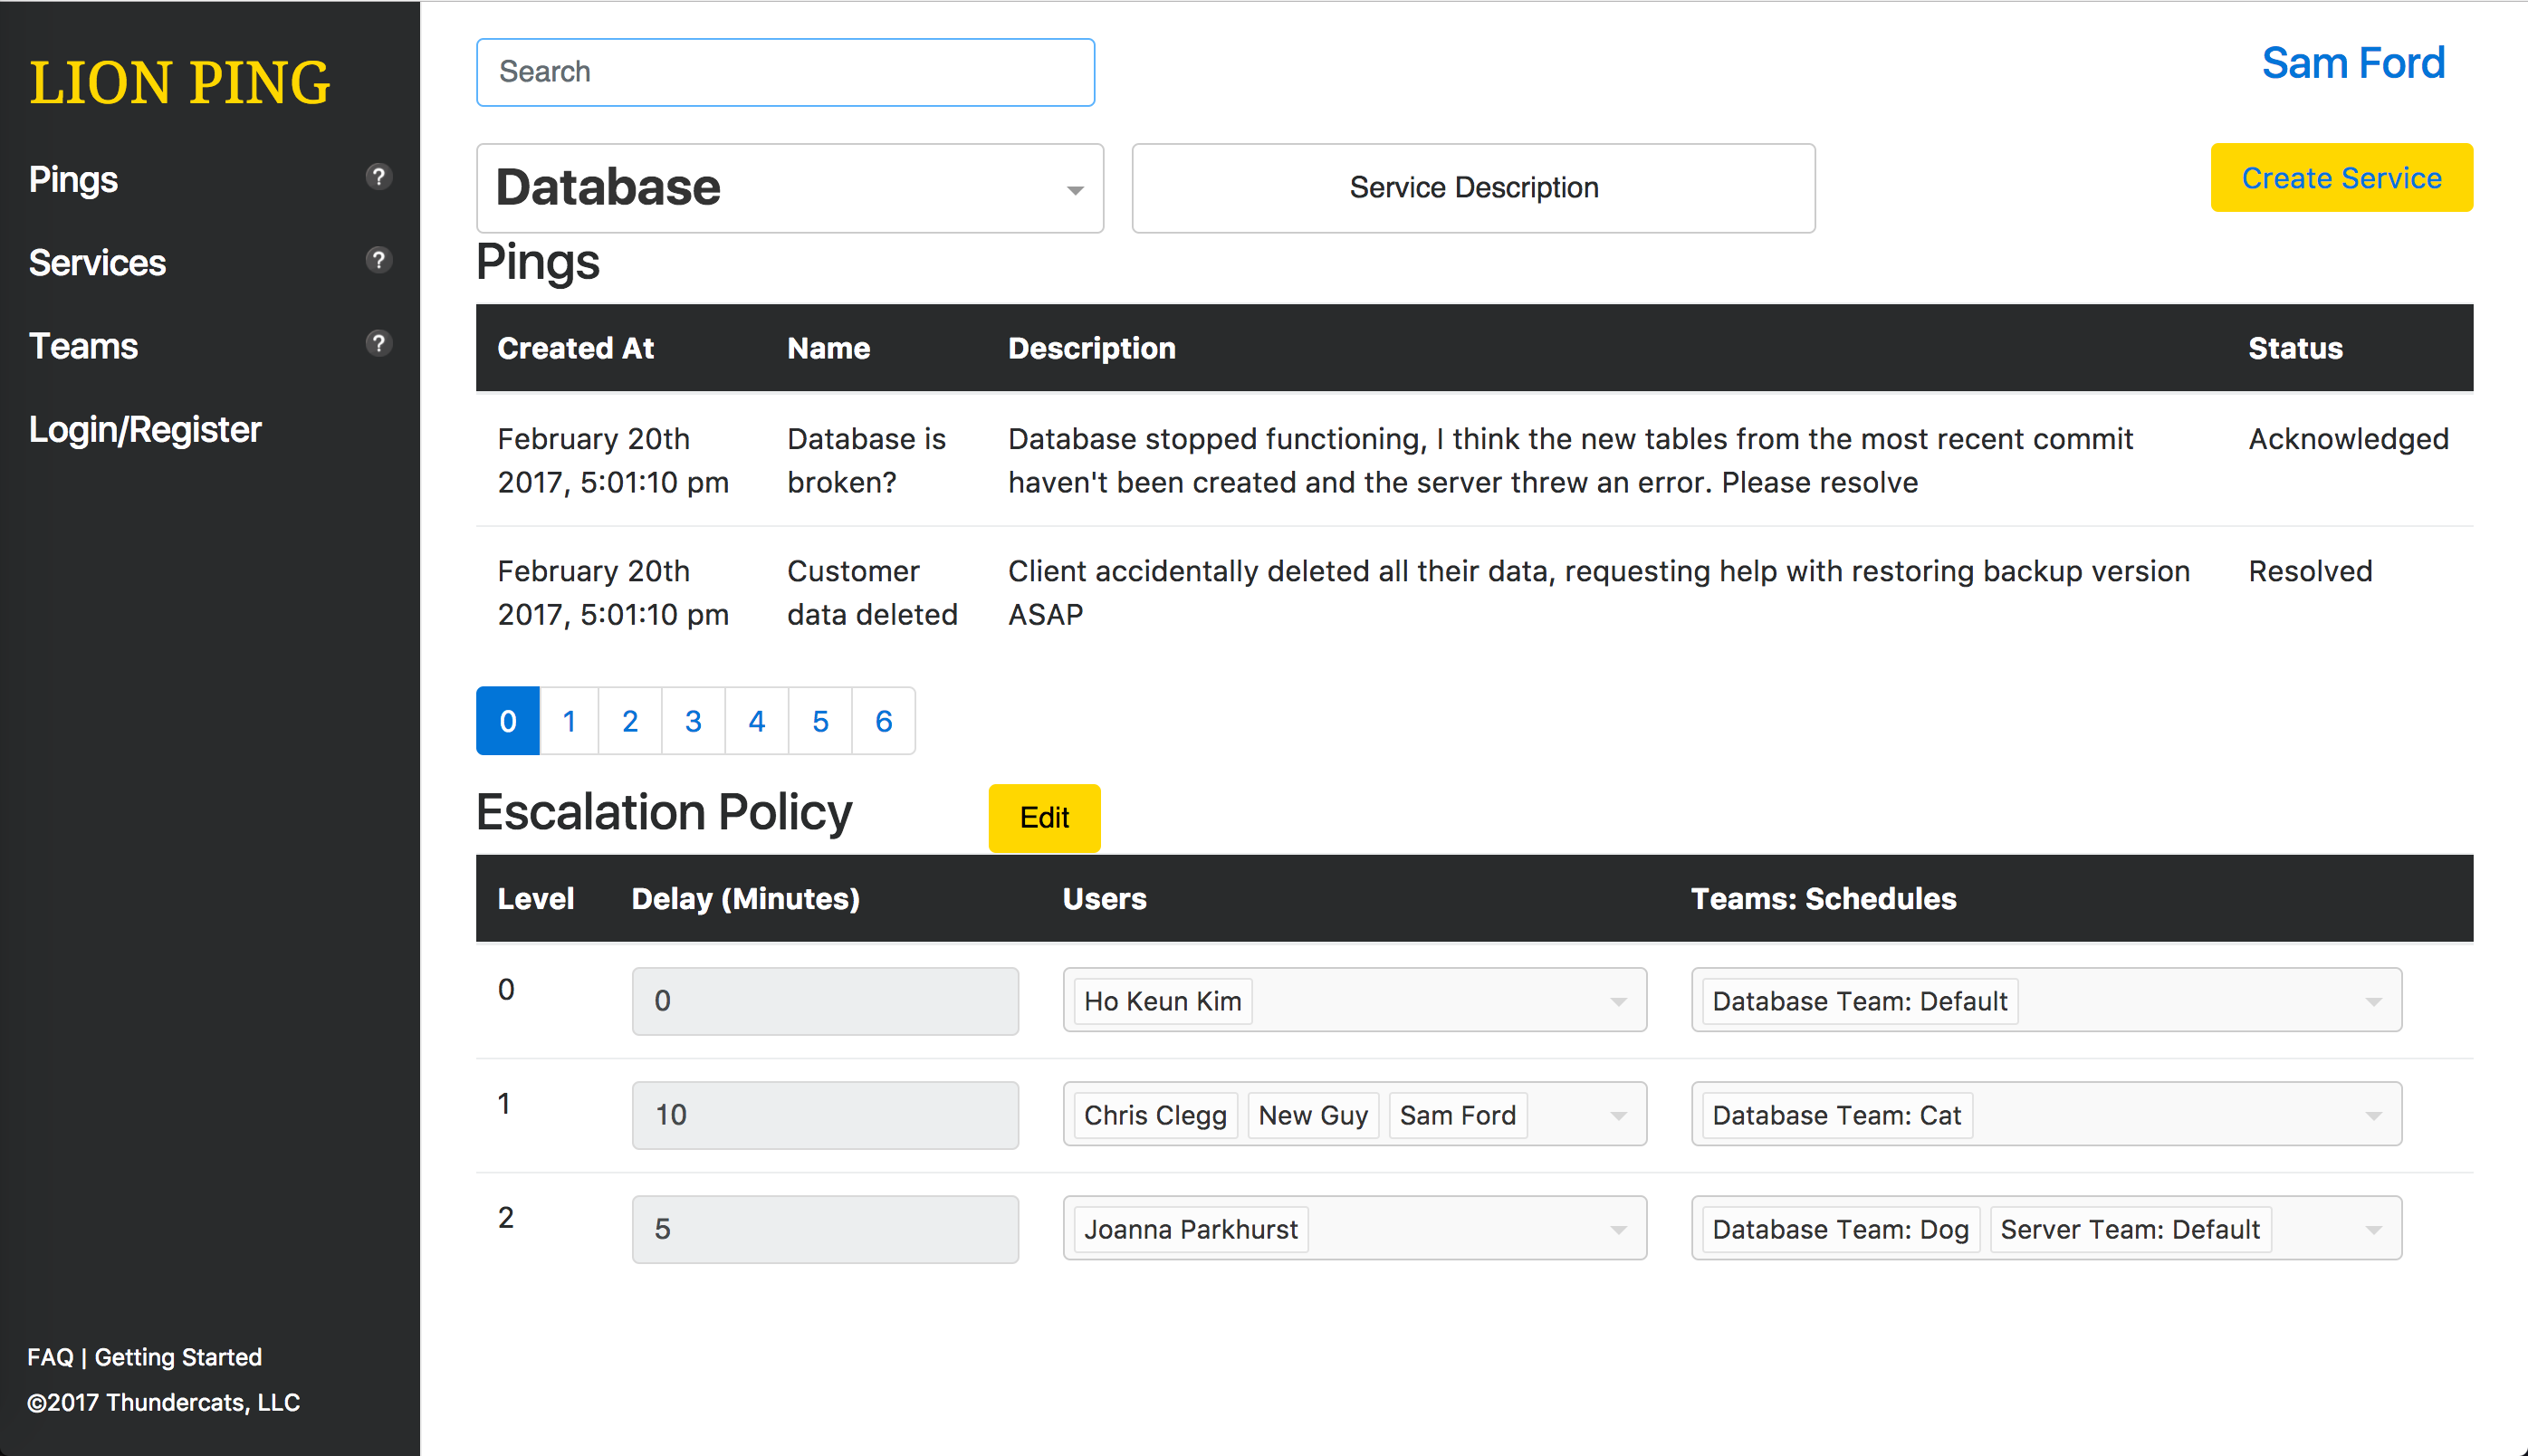 LION PING
Pings ?
Services ?
Teams ?
Login/Register
FAQ | Getting Started
©2017 Thundercats, LLC
Search
Sam Ford
Database
Service Description
Create Service
Pings
Created At Name Description Status
February 20th 2017, 5:01:10 pm Database is broken? Database stopped functioning, I think the new tables from the most recent commit haven't been created and the server threw an error. Please resolve Acknowledged
February 20th 2017, 5:01:10 pm Customer data deleted Client accidentally deleted all their data, requesting help with restoring backup version ASAP Resolved
0 1 2 3 4 5 6
Escalation Policy Edit
Level Delay (Minutes) Users Teams: Schedules
0 0 Ho Keun Kim Database Team: Default
1 10 Chris Clegg New Guy Sam Ford Database Team: Cat
2 5 Joanna Parkhurst Database Team: Dog Server Team: Default